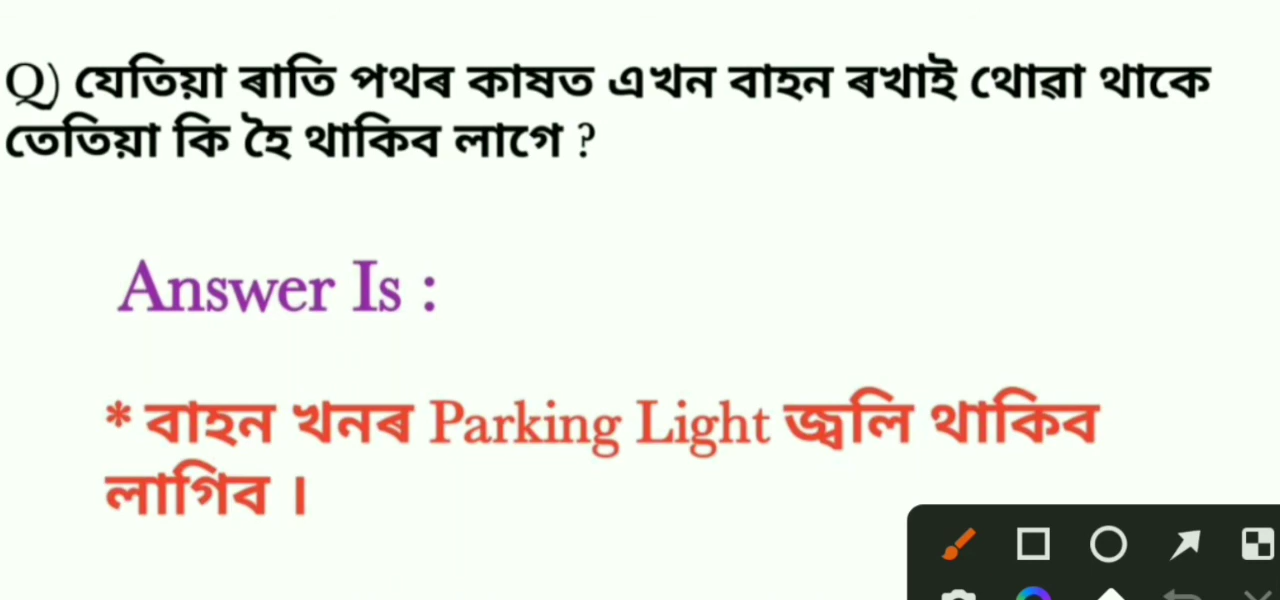 Q) যেতিয়া ৰাতি পথৰ কাষত এখন বাহন ৰখাই থোৱা থাকে
তেতিয়া কি হৈ থাকিব লাগে ?
Answer Is :
* বাহন খনৰ Parking Light জ্বলি থাকিব
লাগিব ।